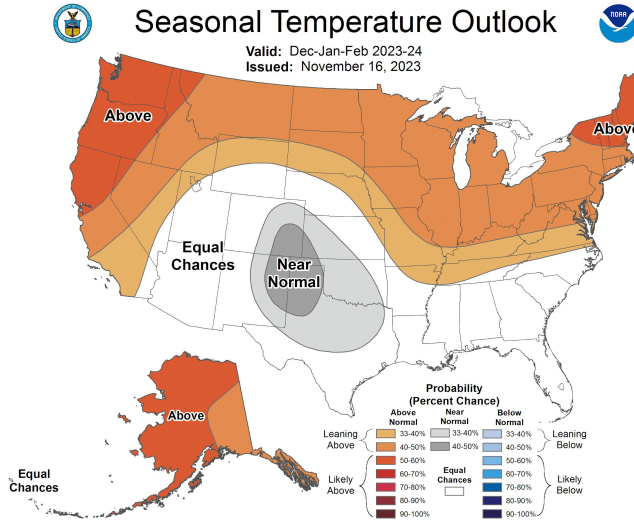 Seasonal Temperature Outlook
NOAA
Valid: Dec-Jan-Feb 2023-24
Issued: November 16, 2023
Above
Above
Equal
Chances
Near
Normal
Above
Equal
Chances
Probability
(Percent Chance)
Above
Normal
Near
Normal
Below
Normal
Leaning
Above
33-40%
33-40%
33-40%
Leaning
Below
40-50%
40-50%
40-50%
Likely
Above
50-60%
60-70%
70-80%
80-90%
90-100%
Equal
Chances
50-60%
60-70%
70-80%
80-90%
90-100%
Likely
Below